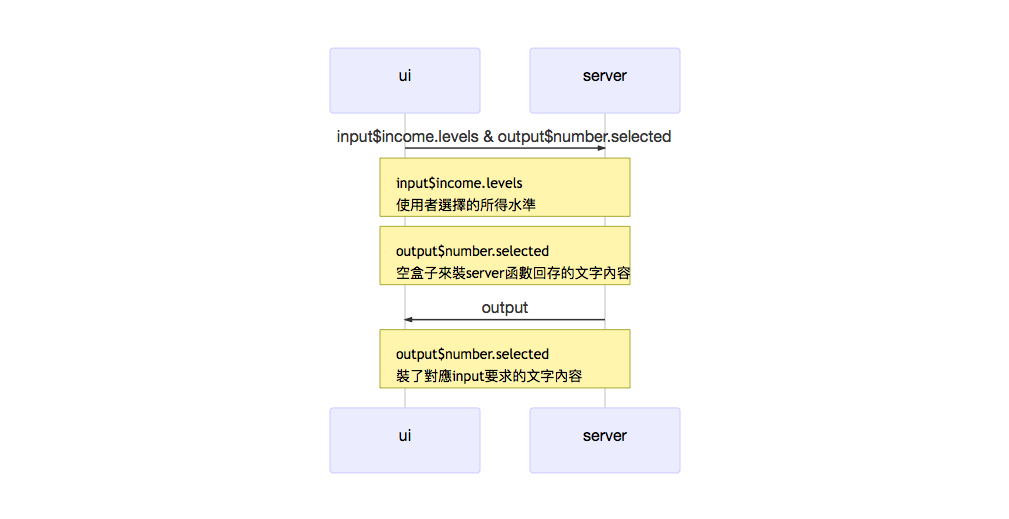 ui
server
input$income.levels & output$number.selected
input$income.levels
使用者選擇的所得水準
output$number.selected
空盒子來裝server函數回存的文字內容
output
output$number.selected
裝了對應input要求的文字內容
ui
server